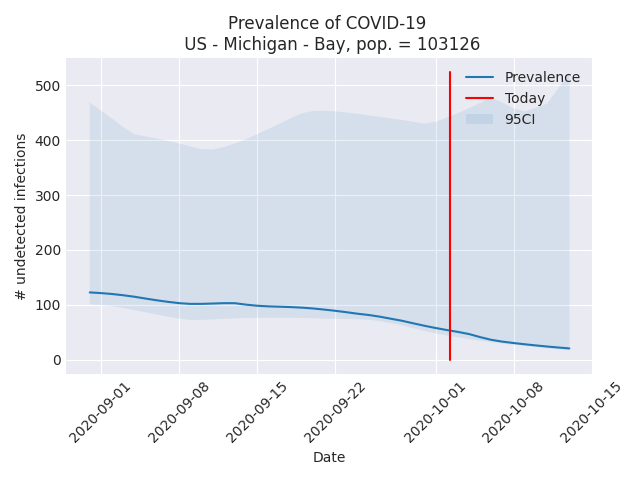 Prevalence of COVID-19
US - Michigan - Bay, pop. = 103126
Prevalence
Today
95CI
500
400
300
200
100
0
# undetected infections
2020-09-01
2020-09-08
2020-09-15
2020-09-22
2020-10-01
2020-10-08
2020-10-15
Date